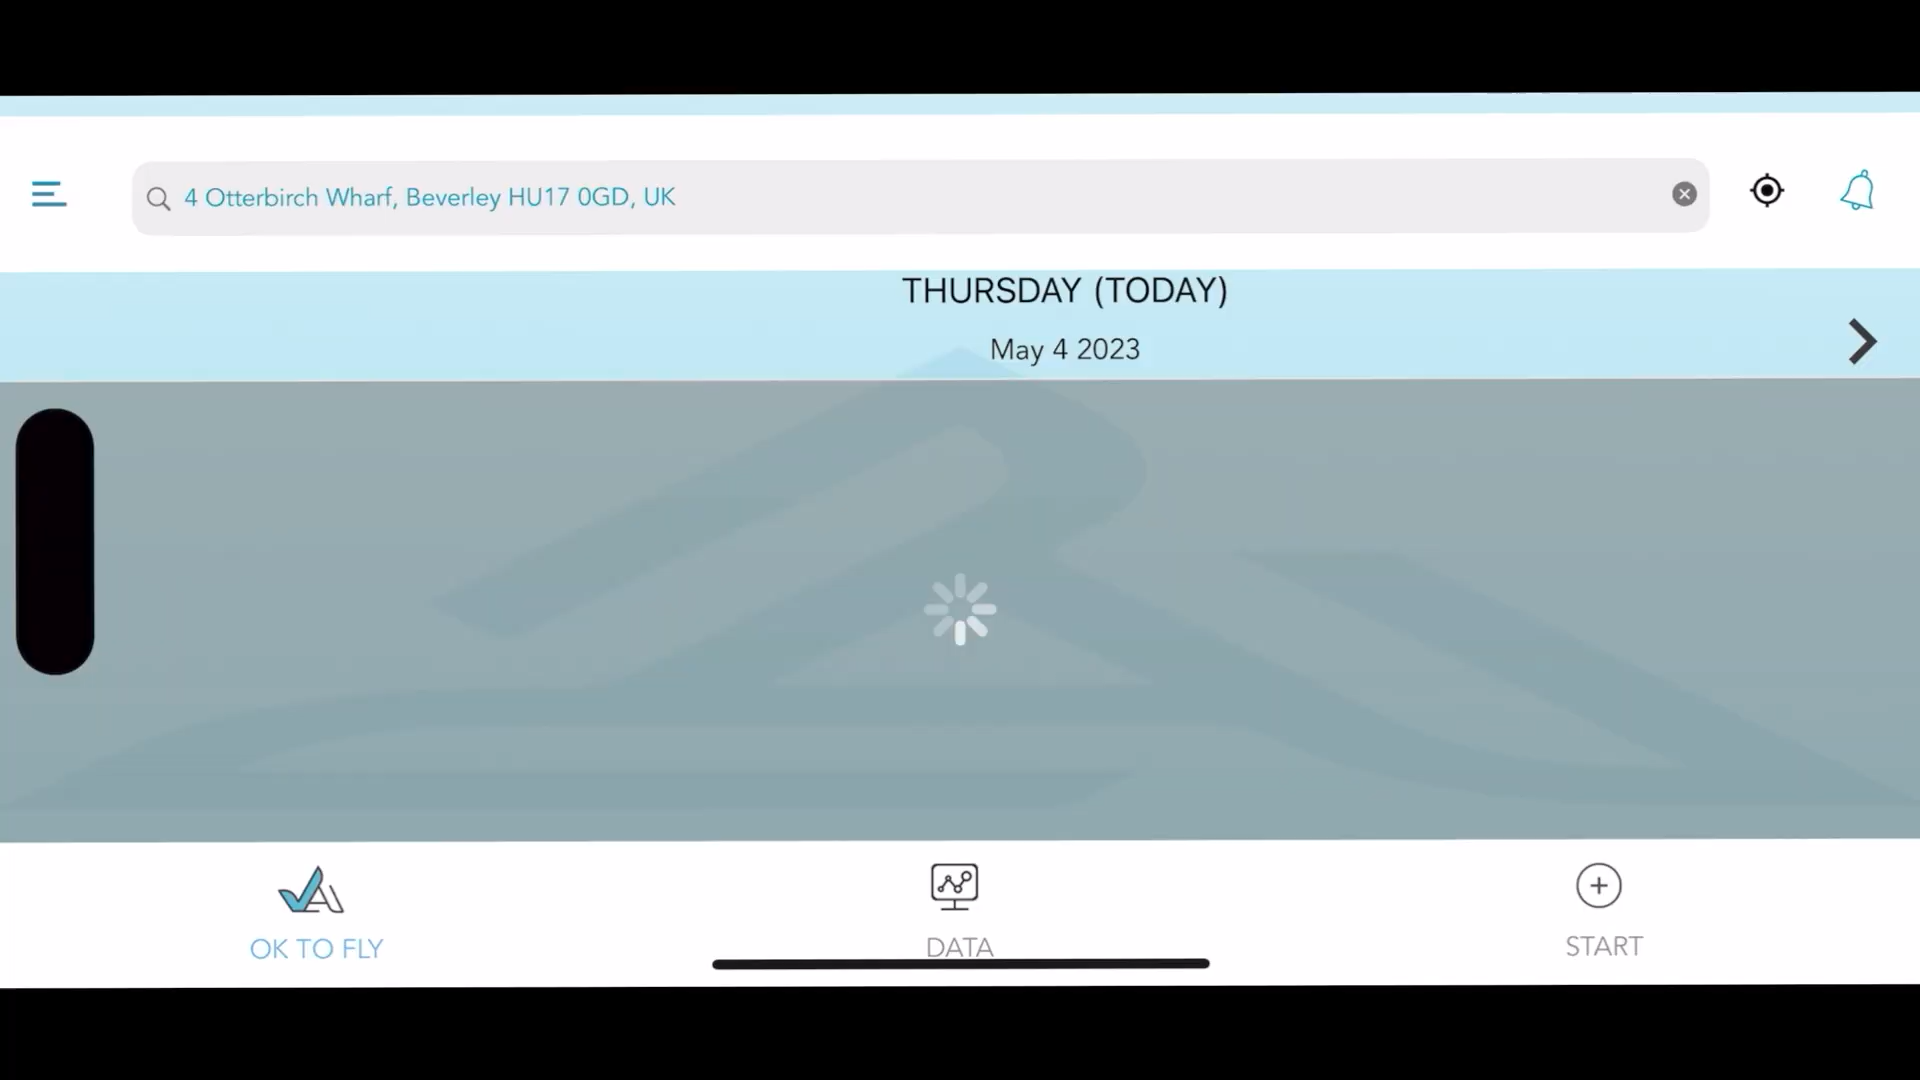 4 Otterbirch Wharf, Beverley HU17 0GD, UK
THURSDAY (TODAY)
May 4 2023
OK TO FLY
DATA
START